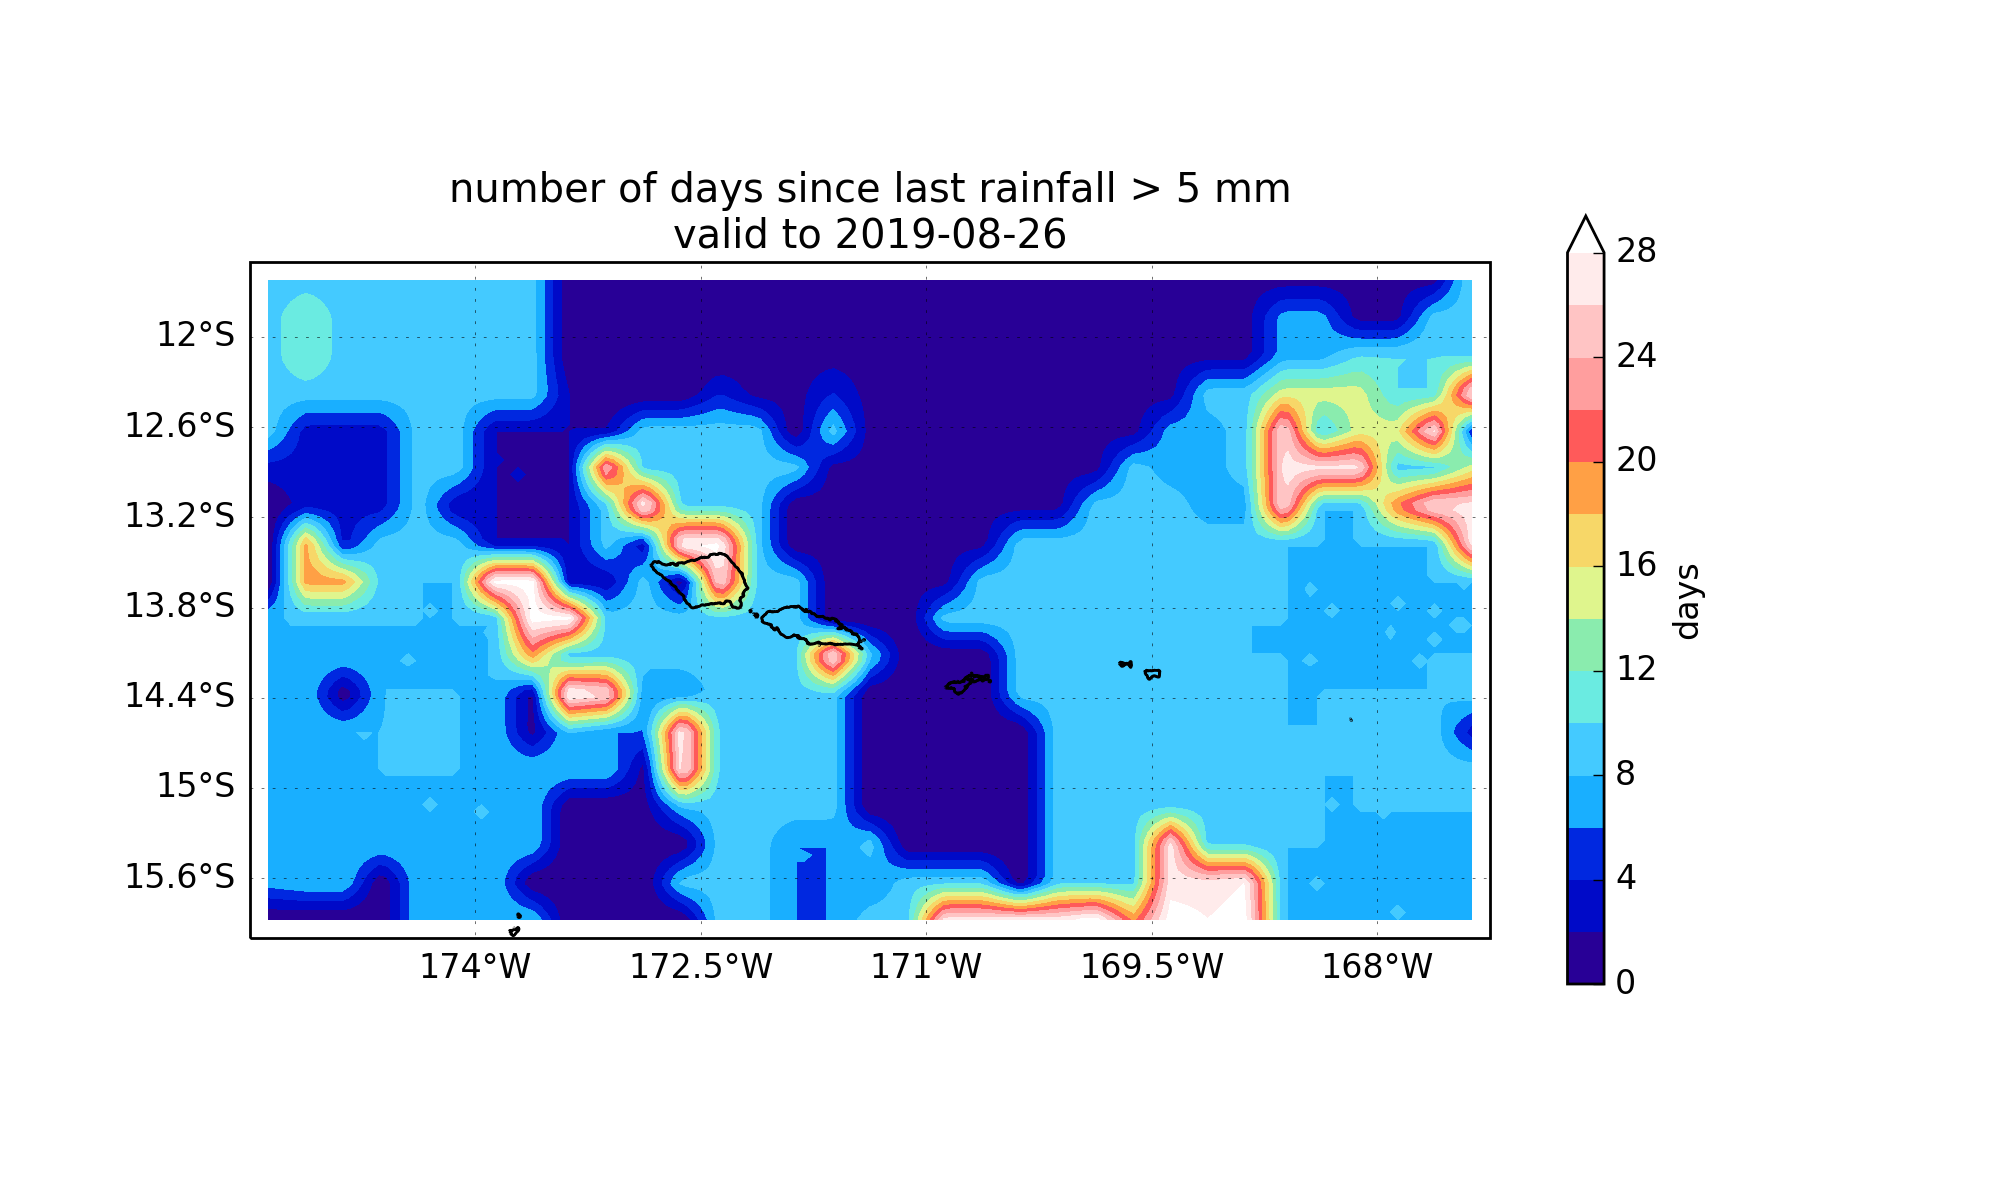 number of days since last rainfall > 5 mm
valid to 2019-08-26
12°S
12.6°S
13.2°S
13.8°S
14.4°S
15°S
15.6°S
174°W 172.5°W 171°W 169.5°W 168°W
28
24
20
16
12
8
4
0
days